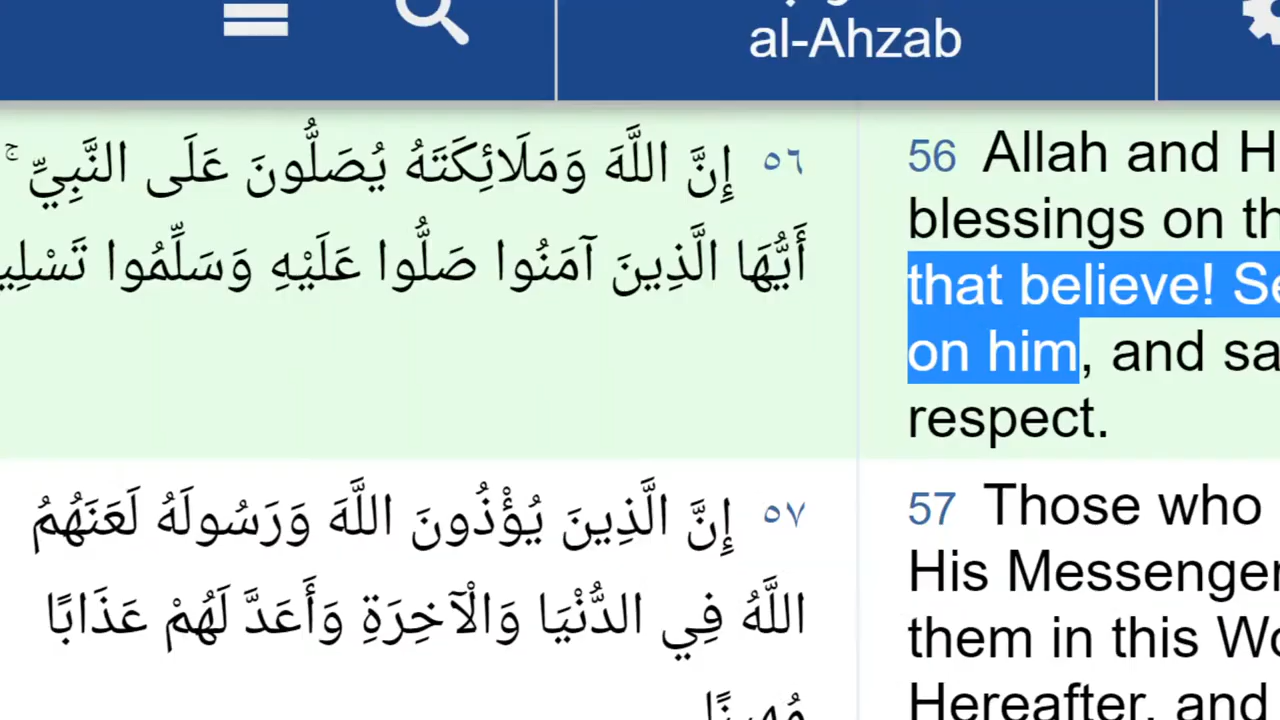 al-Ahzab
٥٦ إِنَّ اللَّهَ وَمَلَائِكَتَهُ يُصَلُّونَ عَلَى النَّبِيِّ ۚ
أَيُّهَا الَّذِينَ آمَنُوا صَلُّوا عَلَيْهِ وَسَلِّمُوا
56 Allah and
blessings on
that believe!
on him, and
respect.
٥٧ إِنَّ الَّذِينَ يُؤْذُونَ اللَّهَ وَرَسُولَهُ لَعَنَهُمُ
اللَّهُ فِي الدُّنْيَا وَالْآخِرَةِ وَأَعَدَّ لَهُمْ عَذَابًا
57 Those who
His Messenger
them in this
Hereafter, and